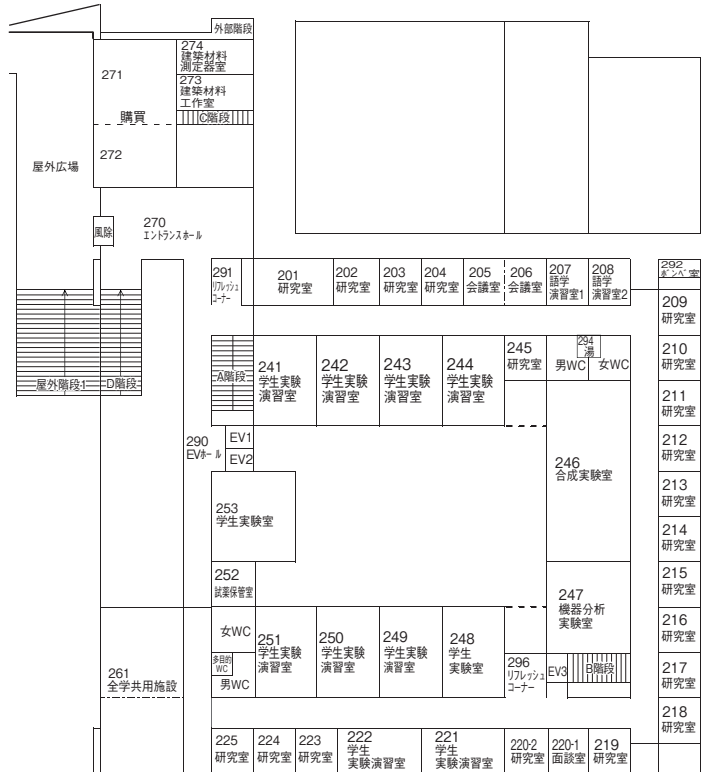 外部階段
274
建築材料
測定器室
271
273
建築材料
工作室
購買
C階段
272
屋外広場
風除
270
エントランスホール
291
リフレッシュ
コーナー
201
研究室
202
研究室
203
研究室
204
研究室
205
会議室
206
会議室
207
語学
演習室1
208
語学
演習室2
292
ボンベ室
209
研究室
屋外階段1
D階段
A階段
241
学生実験
演習室
242
学生実験
演習室
243
学生実験
演習室
244
学生実験
演習室
245
研究室
294
湯
男WC
女WC
210
研究室
211
研究室
290
EVホール
EV1
EV2
246
合成実験室
212
研究室
213
研究室
253
学生実験室
214
研究室
252
試薬保管室
247
機器分析
実験室
215
研究室
216
研究室
女WC
多目的
WC
男WC
251
学生実験
演習室
250
学生実験
演習室
249
学生実験
演習室
248
学生
実験室
296
リフレッシュ
コーナー
EV3
B階段
217
研究室
261
全学共用施設
218
研究室
225
研究室
224
研究室
223
研究室
222
学生
実験演習室
221
学生
実験演習室
220-2
研究室
220-1
面談室
219
研究室